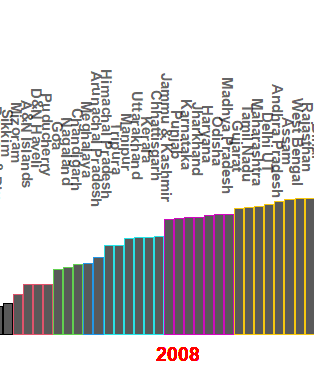 Sikkim
Mizoram
A&N Islands
D&N Haveli
Puducherry
Goa
Nagaland
Chandigarh
Meghalaya
Arunachal Pradesh
Himachal Pradesh
Tripura
Manipur
Uttarakhand
Kerala
Chhattisgarh
Jammu & Kashmir
Punjab
Karnataka
Jharkhand
Haryana
Odisha
Madhya Pradesh
Gujarat
Tamil Nadu
Maharashtra
Delhi UT
Andhra Pradesh
Assam
West Bengal
Rajasthan
2008